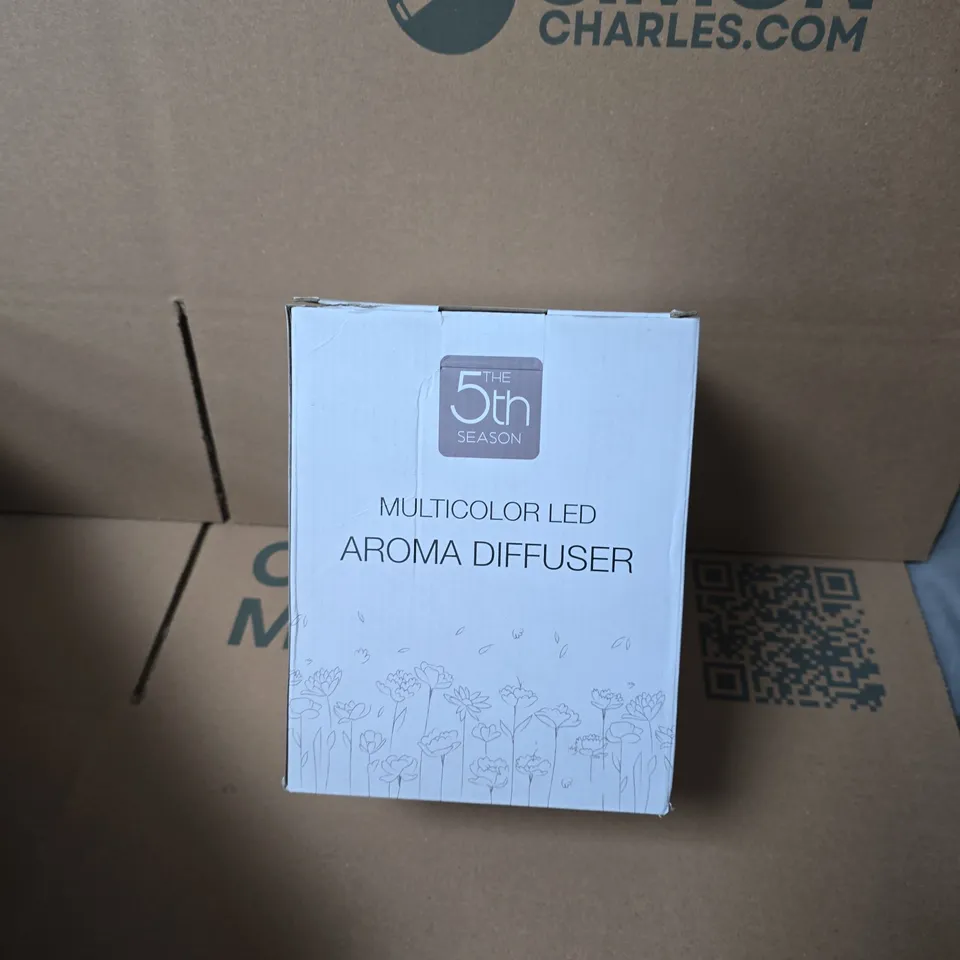 CHARLES.COM
THE
5th
SEASON
MULTICOLOR LED
AROMA DIFFUSER